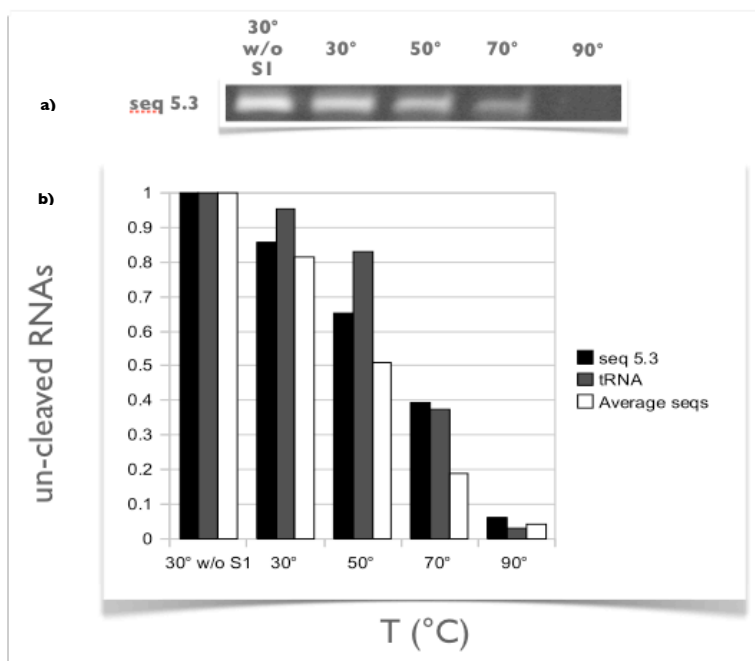 30°
w/o
S1
30°
50°
70°
90°
a)
seq 5.3
b)
un-cleaved RNAs
1
0.9
0.8
0.7
0.6
0.5
0.4
0.3
0.2
0.1
0
30° w/o S1
30°
50°
70°
90°
seq 5.3
tRNA
Average seqs
T (°C)